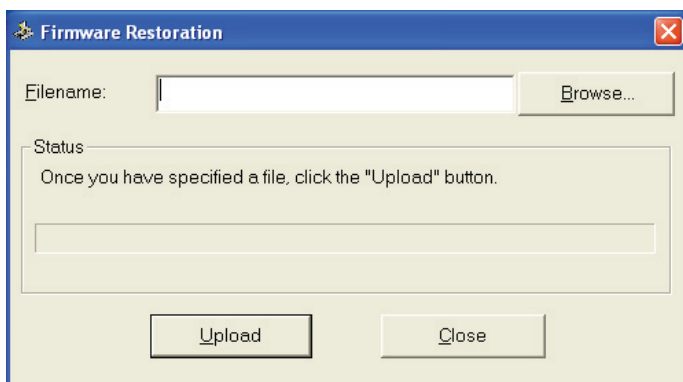 Firmware Restoration
Filename:
Browse...
Status
Once you have specified a file, click the "Upload" button.
Upload
Close